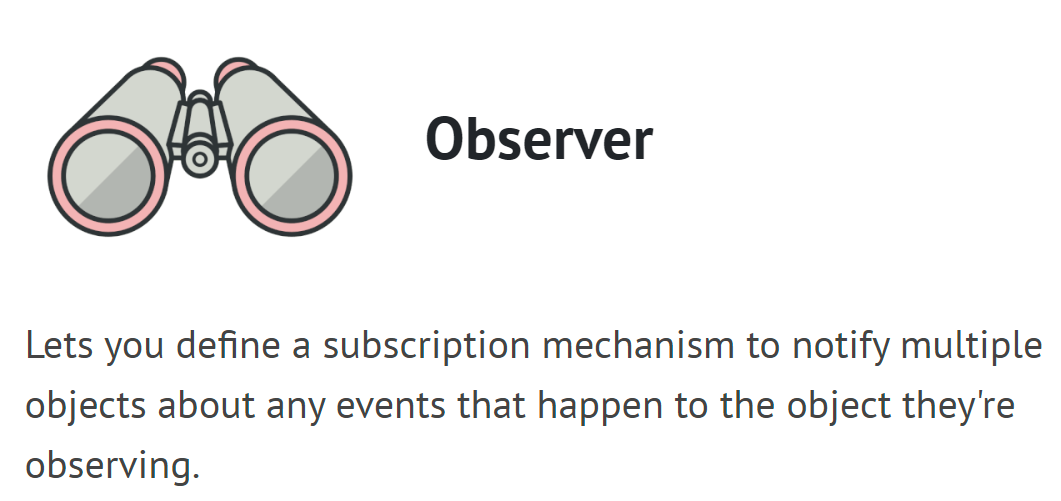 Observer
Lets you define a subscription mechanism to notify multiple
objects about any events that happen to the object they're
observing.